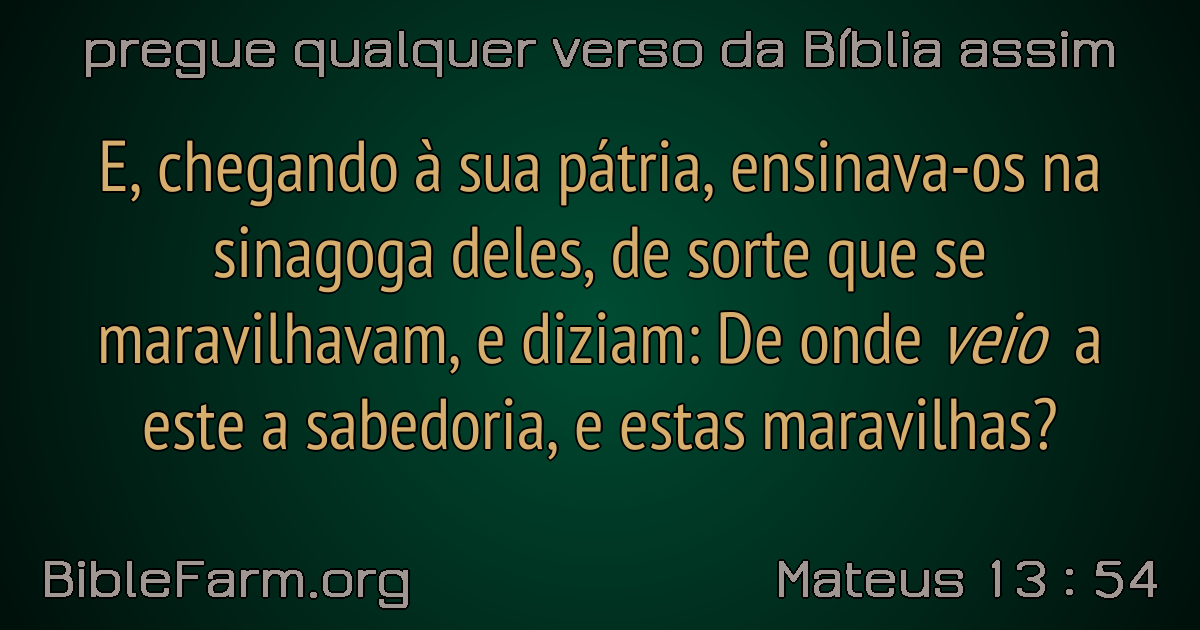 pregue qualquer verso da Bíblia assim
E, chegando à sua pátria, ensinava-os na
sinagoga deles, de sorte que se
maravilhavam, e diziam: De onde veio a
este a sabedoria, e estas maravilhas?
BibleFarm.org
Mateus 13 : 54